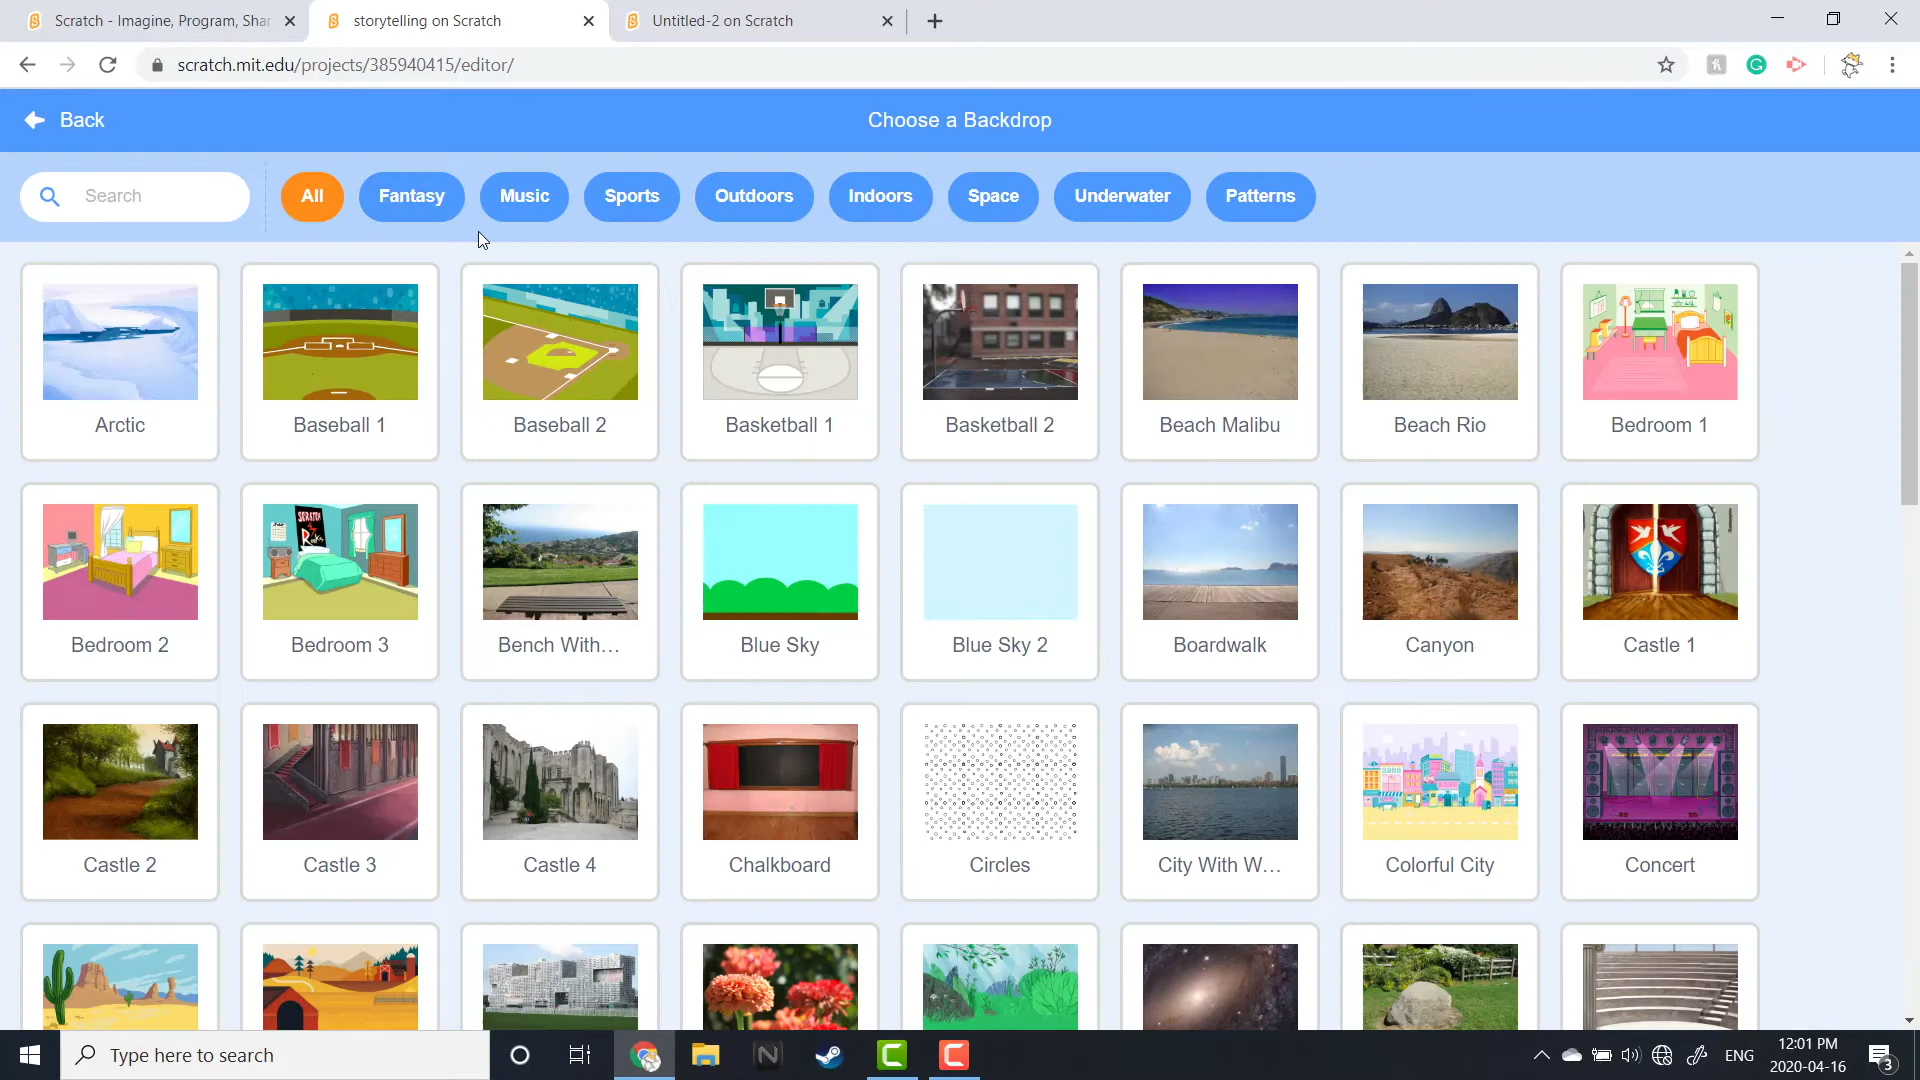 Scratch - Imagine, Program, Shar
storytelling on Scratch
Untitled-2 on Scratch
scratch.mit.edu/projects/385940415/editor/
Back
Choose a Backdrop
Search
All
Fantasy
Music
Sports
Outdoors
Indoors
Space
Underwater
Patterns
Arctic
Baseball 1
Baseball 2
Basketball 1
Basketball 2
Beach Malibu
Beach Rio
Bedroom 1
SCRATCH
Rocks
Bedroom 2
Bedroom 3
Bench With...
Blue Sky
Blue Sky 2
Boardwalk
Canyon
Castle 1
Castle 2
Castle 3
Castle 4
Chalkboard
Circles
City With W...
Colorful City
Concert
Type here to search
ENG
12:01 PM
2020-04-16
3